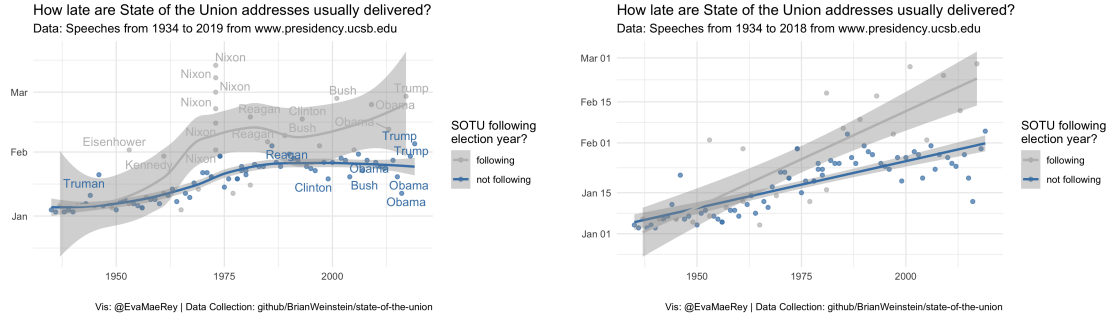 How late are State of the Union addresses usually delivered?
Data: Speeches from 1934 to 2019 from www.presidency.ucsb.edu
Nixon
Nixon
Nixon
Nixon
Nixon
Nixon
Bush
Trump
Obama
Reagan
Clinton
Bush
Obama
Reagan
Eisenhower
Kennedy
Truman
Reagan
Trump
Trump
Obama
Clinton
Bush
Obama
Obama
Mar
Feb
Jan
1950
1975
2000
SOTU following
election year?
following
not following
Vis: @EvaMaeRey | Data Collection: github/BrianWeinstein/state-of-the-union
How late are State of the Union addresses usually delivered?
Data: Speeches from 1934 to 2018 from www.presidency.ucsb.edu
Mar 01
Feb 15
Feb 01
Jan 15
Jan 01
1950
1975
2000
SOTU following
election year?
following
not following
Vis: @EvaMaeRey | Data Collection: github/BrianWeinstein/state-of-the-union